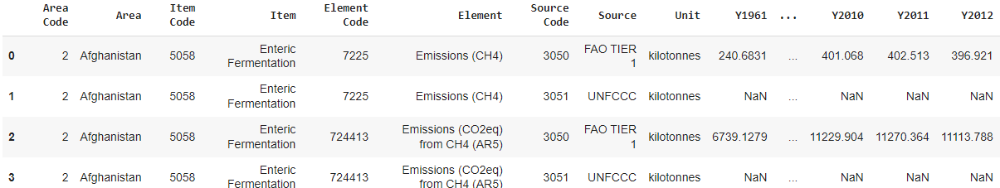 Area Code Area Item Code Item Element Code Element Source Code Source Unit Y1961 ... Y2010 Y2011 Y2012
0 2 Afghanistan 5058 Enteric Fermentation 7225 Emissions (CH4) 3050 FAO TIER 1 kilotonnes 240.6831 ... 401.068 402.513 396.921
1 2 Afghanistan 5058 Enteric Fermentation 7225 Emissions (CH4) 3051 UNFCCC kilotonnes NaN ... NaN NaN NaN
2 2 Afghanistan 5058 Enteric Fermentation 724413 Emissions (CO2eq) from CH4 (AR5) 3050 FAO TIER 1 kilotonnes 6739.1279 ... 11229.904 11270.364 11113.788
3 2 Afghanistan 5058 Enteric Fermentation 724413 Emissions (CO2eq) from CH4 (AR5) 3051 UNFCCC kilotonnes NaN ... NaN NaN NaN